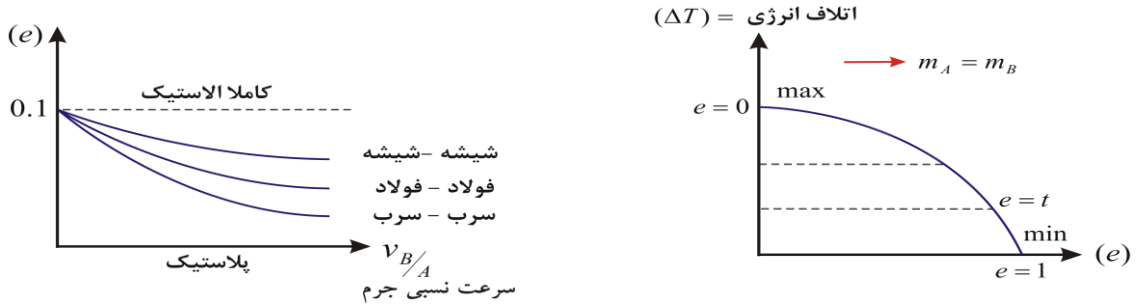 (e)
0.1
کاملا الاستیک
شیشه – شیشه
فولاد – فولاد
سرب – سرب
پلاستیک
v B/A
سرعت نسبی جرم
(ΔT) = اتلاف انرژی
m_A = m_B
e = 0
max
e = t
min
e = 1
(e)